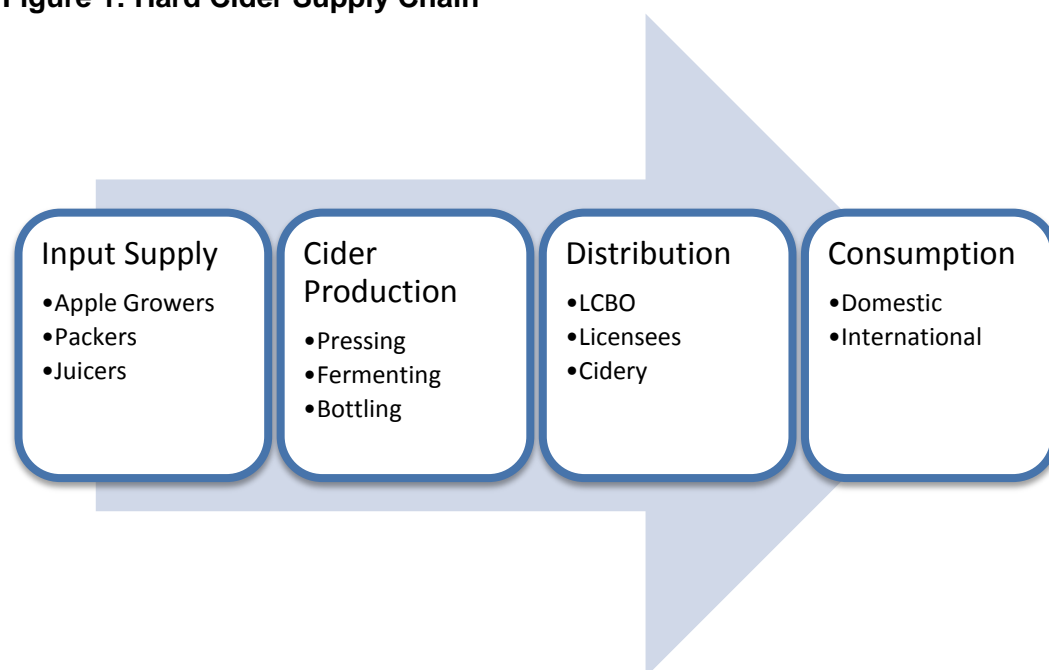 Figure 1: Hard Cider Supply Chain
Input Supply
•Apple Growers
•Packers
•Juicers
Cider
Production
•Pressing
•Fermenting
•Bottling
Distribution
•LCBO
•Licensees
•Cidery
Consumption
•Domestic
•International